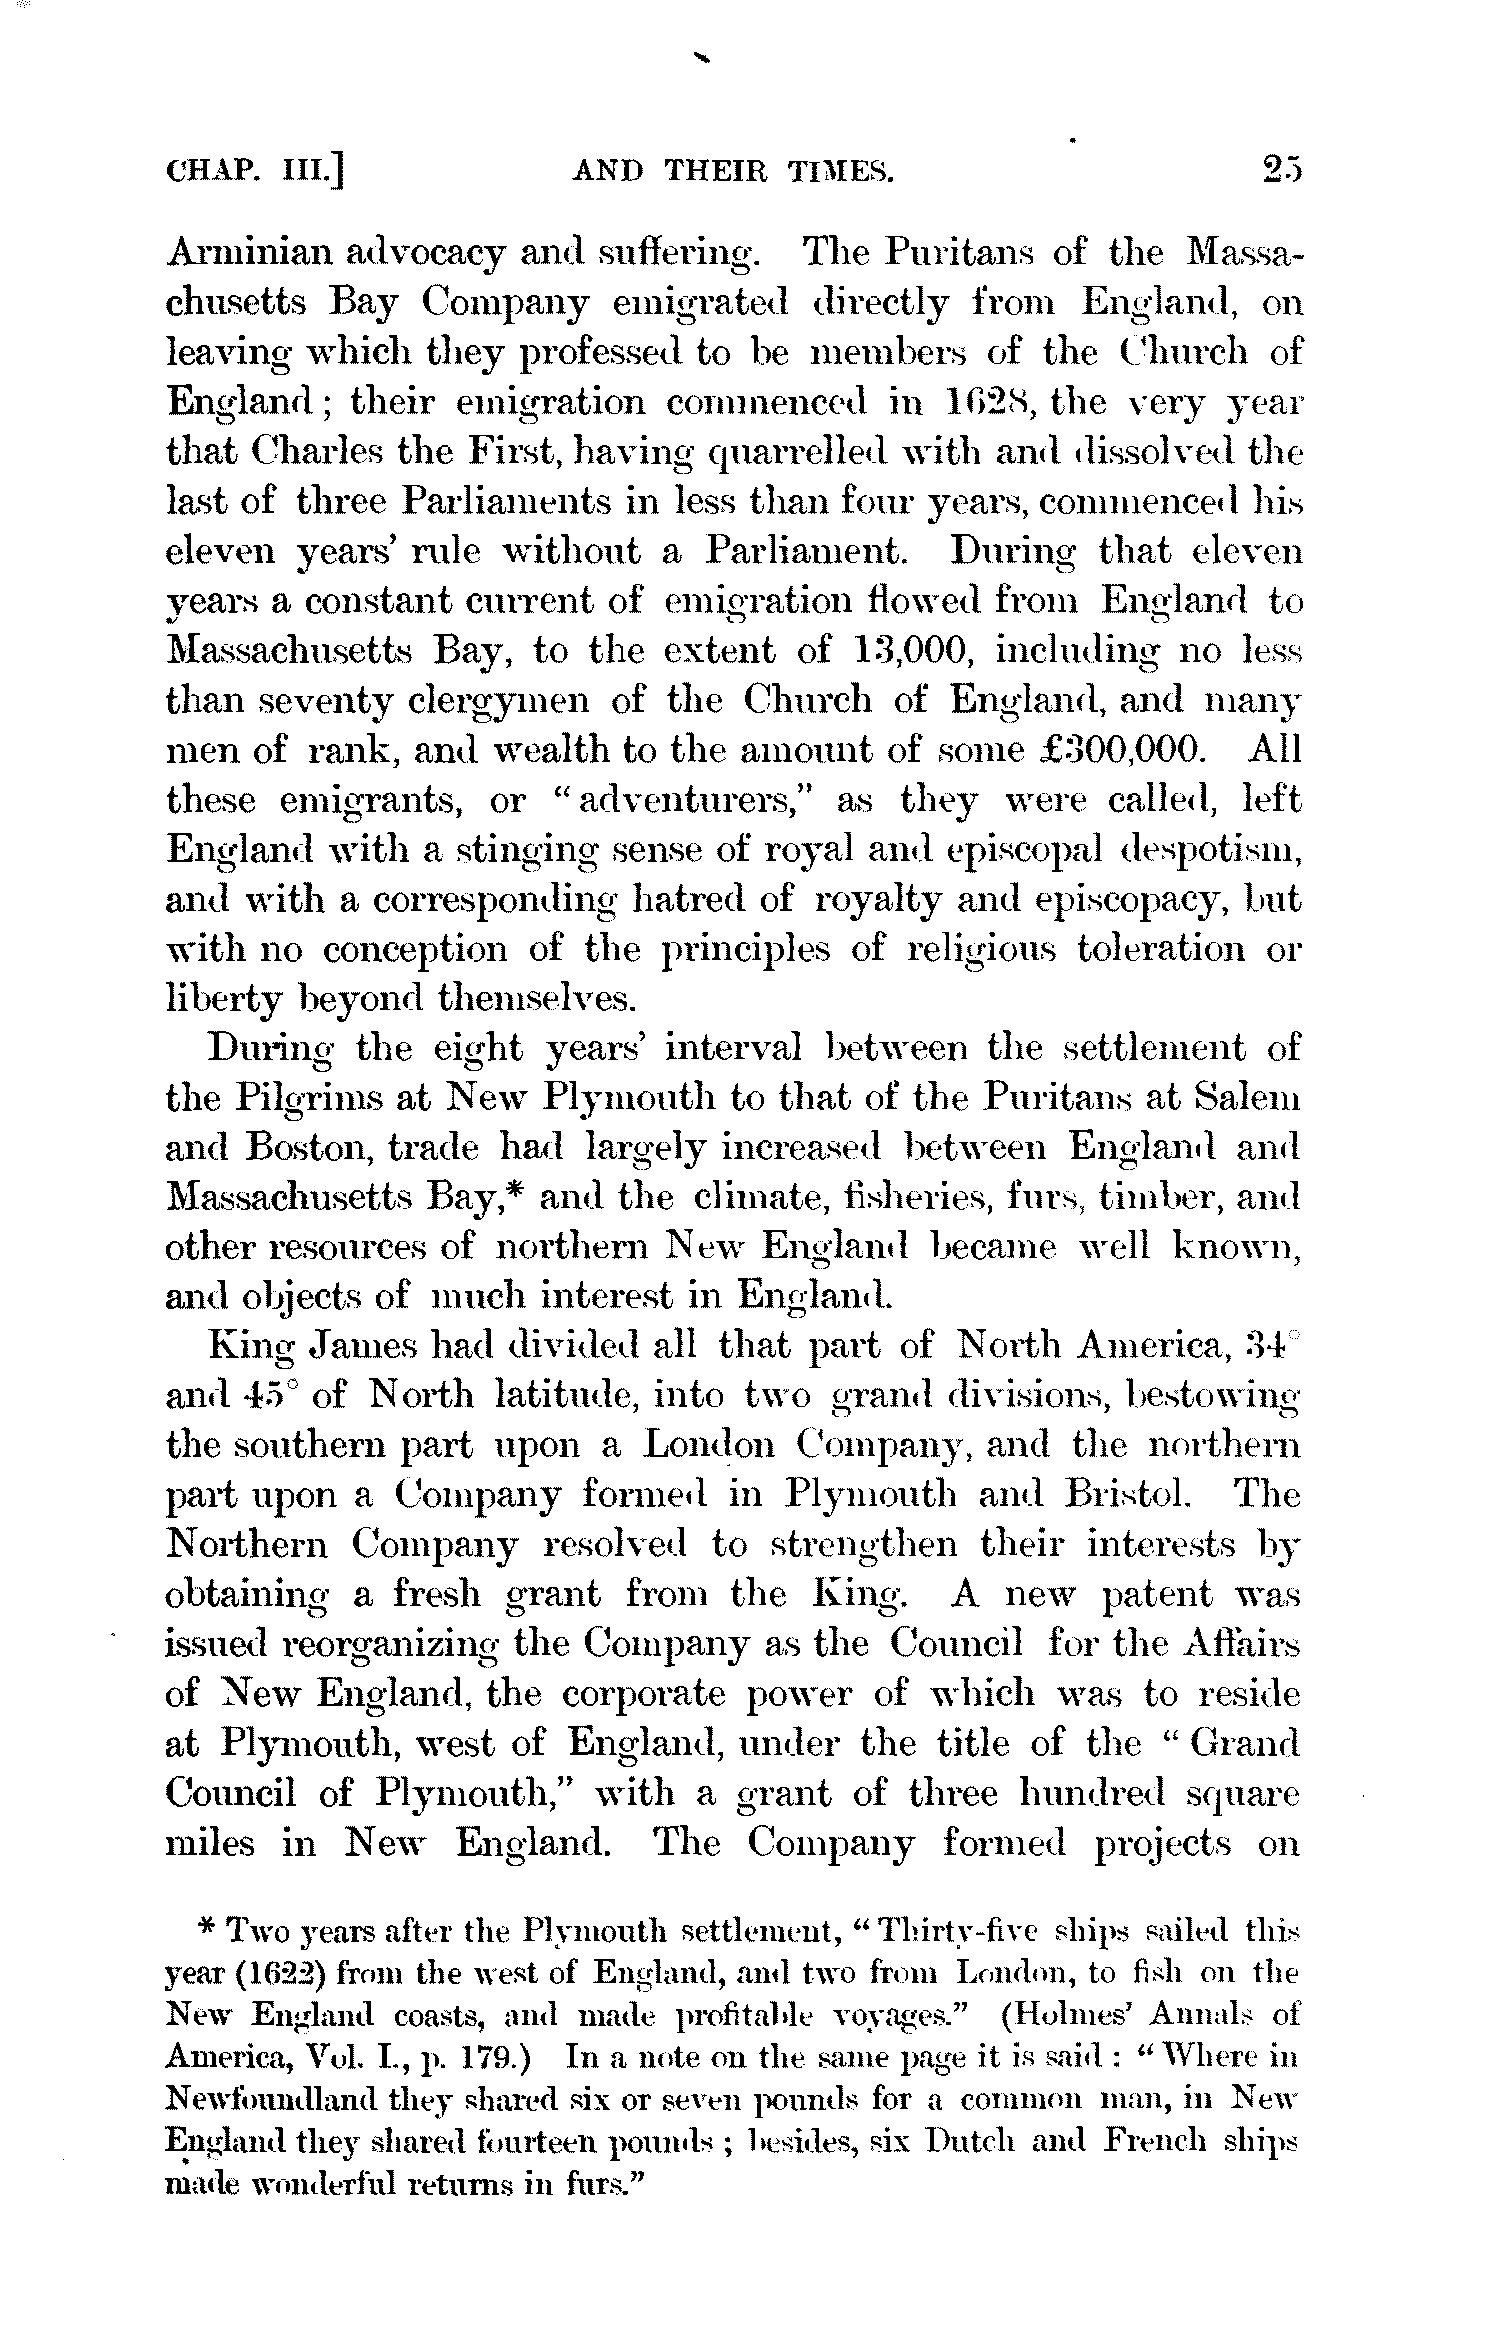 CHAP. III.] AND THEIR TIMES. 25
Arminian advocacy and suffering. The Puritans of the Massa-
chusetts Bay Company emigrated directly from England, on
leaving which they professed to be members of the Church of
England; their emigration commenced in 1628, the very year
that Charles the First, having quarrelled with and dissolved the
last of three Parliaments in less than four years, commenced his
eleven years' rule without a Parliament. During that eleven
years a constant current of emigration flowed from England to
Massachusetts Bay, to the extent of 13,000, including no less
than seventy clergymen of the Church of England, and many
men of rank, and wealth to the amount of some £300,000. All
these emigrants, or "adventurers," as they were called, left
England with a stinging sense of royal and episcopal despotism,
and with a corresponding hatred of royalty and episcopacy, but
with no conception of the principles of religious toleration or
liberty beyond themselves.
During the eight years' interval between the settlement of
the Pilgrims at New Plymouth to that of the Puritans at Salem
and Boston, trade had largely increased between England and
Massachusetts Bay,* and the climate, fisheries, furs, timber, and
other resources of northern New England became well known,
and objects of much interest in England.
King James had divided all that part of North America, 34°
and 45° of North latitude, into two grand divisions, bestowing
the southern part upon a London Company, and the northern
part upon a Company formed in Plymouth and Bristol. The
Northern Company resolved to strengthen their interests by
obtaining a fresh grant from the King. A new patent was
issued reorganizing the Company as the Council for the Affairs
of New England, the corporate power of which was to reside
at Plymouth, west of England, under the title of the "Grand
Council of Plymouth," with a grant of three hundred square
miles in New England. The Company formed projects on
* Two years after the Plymouth settlement, "Thirty-five ships sailed this
year (1622) from the west of England, and two from London, to fish on the
New England coasts, and made profitable voyages." (Holmes' Annals of
America, Vol. I., p. 179.) In a note on the same page it is said: "Where in
Newfoundland they shared six or seven pounds for a common man, in New
England they shared fourteen pounds; besides, six Dutch and French ships
made wonderful returns in furs."